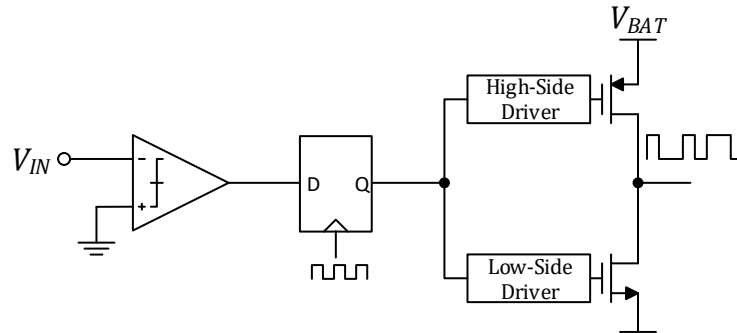 V_BAT
High-Side
Driver
V_IN
-
+
D Q
Low-Side
Driver